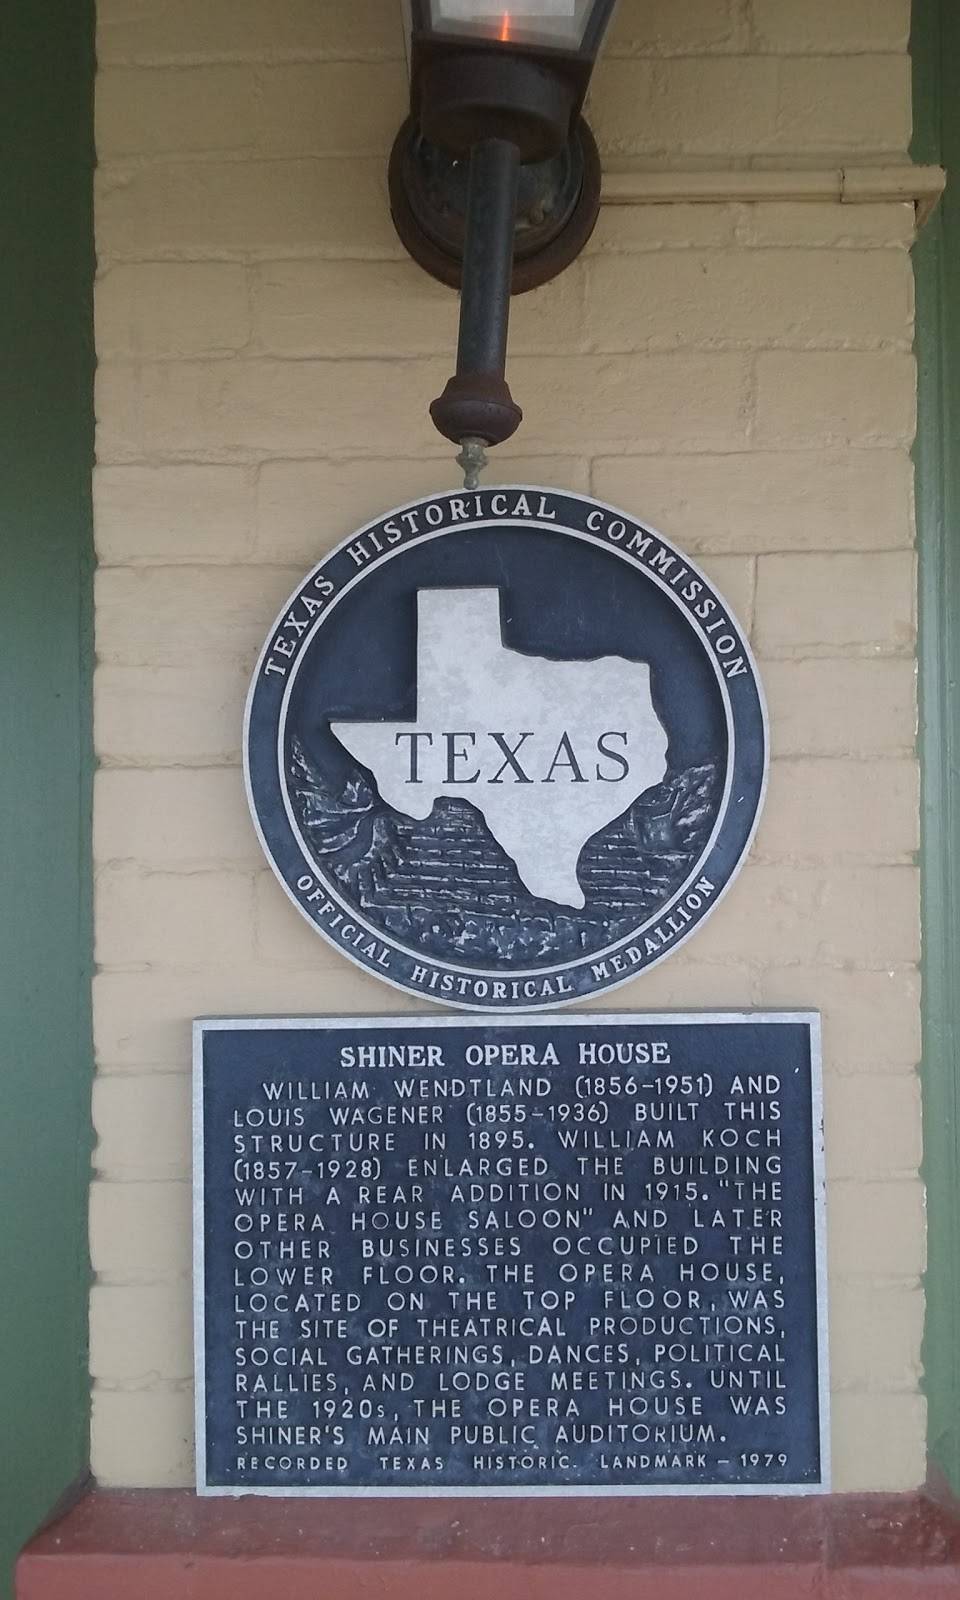 TEXAS HISTORICAL COMMISSION
TEXAS
OFFICIAL HISTORICAL MEDALLION
SHINER OPERA HOUSE
WILLIAM WENDTLAND (1856-1951) AND
LOUIS WAGENER (1855-1936) BUILT THIS
STRUCTURE IN 1895. WILLIAM KOCH
(1857-1928) ENLARGED THE BUILDING
WITH A REAR ADDITION IN 1915. "THE
OPERA HOUSE SALOON" AND LATER
OTHER BUSINESSES OCCUPIED THE
LOWER FLOOR. THE OPERA HOUSE,
LOCATED ON THE TOP FLOOR, WAS
THE SITE OF THEATRICAL PRODUCTIONS,
SOCIAL GATHERINGS, DANCES, POLITICAL
RALLIES, AND LODGE MEETINGS. UNTIL
THE 1920s, THE OPERA HOUSE WAS
SHINER'S MAIN PUBLIC AUDITORIUM.
RECORDED TEXAS HISTORIC LANDMARK - 1979